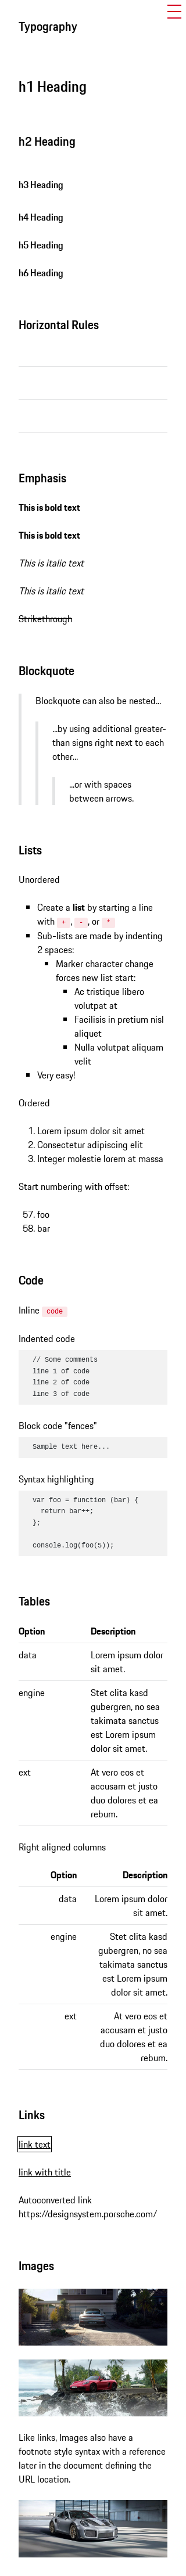 Typography
h1 Heading
h2 Heading
h3 Heading
h4 Heading
h5 Heading
h6 Heading
Horizontal Rules
Emphasis
This is bold text
This is bold text
This is italic text
This is italic text
Strikethrough
Blockquote
Blockquote can also be nested...
...by using additional greater-
than signs right next to each
other...
...or with spaces
between arrows.
Lists
Unordered
Create a list by starting a line
with +, -, or *
Sub-lists are made by indenting
2 spaces:
Marker character change
forces new list start:
Ac tristique libero
volutpat at
Facilisis in pretium nisl
aliquet
Nulla volutpat aliquam
velit
Very easy!
Ordered
1. Lorem ipsum dolor sit amet
2. Consectetur adipiscing elit
3. Integer molestie lorem at massa
Start numbering with offset:
57. foo
58. bar
Code
Inline code
Indented code
// Some comments
line 1 of code
line 2 of code
line 3 of code
Block code "fences"
Sample text here...
Syntax highlighting
var foo = function (bar) {
return bar++;
};
console.log(foo(5));
Tables
Option Description
data Lorem ipsum dolor
sit amet.
engine Stet clita kasd
gubergren, no sea
takimata sanctus
est Lorem ipsum
dolor sit amet.
ext At vero eos et
accusam et justo
duo dolores et ea
rebum.
Right aligned columns
Option Description
data Lorem ipsum dolor
sit amet.
engine Stet clita kasd
gubergren, no sea
takimata sanctus
est Lorem ipsum
dolor sit amet.
ext At vero eos et
accusam et justo
duo dolores et ea
rebum.
Links
link text
link with title
Autoconverted link
https://designsystem.porsche.com/
Images
Like links, Images also have a
footnote style syntax with a reference
later in the document defining the
URL location.